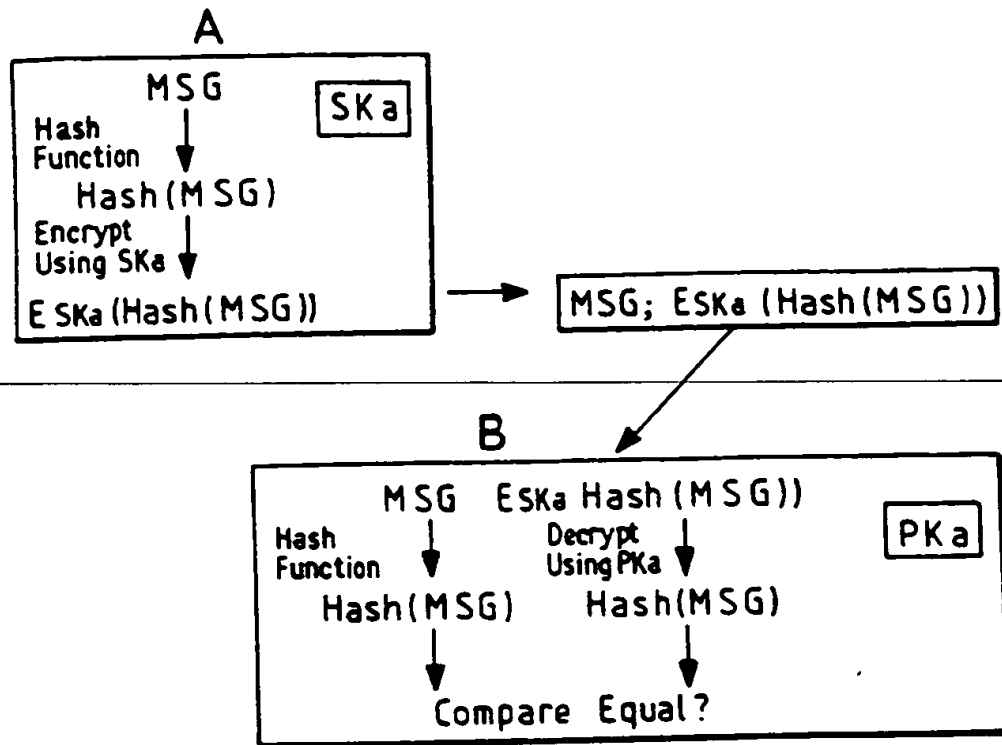 A
MSG
SKa
Hash
Function
Hash(MSG)
Encrypt
Using SKa
ESKa(Hash(MSG))
MSG; ESKa (Hash(MSG))
B
MSG ESKa Hash(MSG))
PKa
Hash
Function
Decrypt
Using PKa
Hash(MSG) Hash(MSG)
Compare Equal?